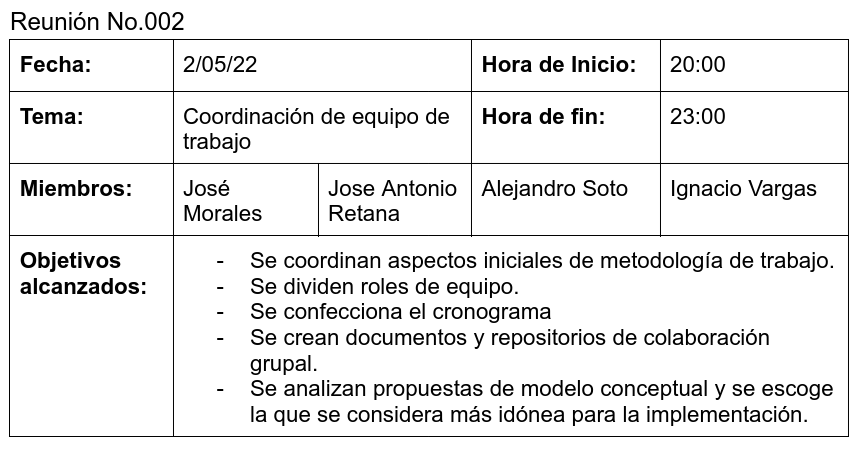 Reunión No.002
Fecha: 2/05/22 Hora de Inicio: 20:00
Tema: Coordinación de equipo de Hora de fin: 23:00
trabajo
Miembros: José Jose Antonio Alejandro Soto Ignacio Vargas
Morales Retana
Objetivos - Se coordinan aspectos iniciales de metodología de trabajo.
alcanzados: - Se dividen roles de equipo.
- Se confecciona el cronograma
- Se crean documentos y repositorios de colaboración
grupal.
- Se analizan propuestas de modelo conceptual y se escoge
la que se considera más idónea para la implementación.